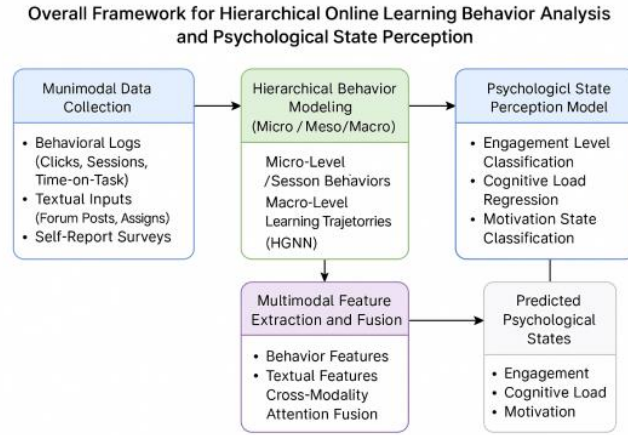 Overall Framework for Hierarchical Online Learning Behavior Analysis
and Psychological State Perception
Munimodal Data
Collection
• Behavioral Logs
(Clicks, Sessions,
Time-on-Task)
• Textual Inputs
(Forum Posts, Assigns)
• Self-Report Surveys
Hierarchical Behavior
Modeling
(Micro / Meso/Macro)
Micro-Level
/Sesson Behaviors
Macro-Level
Learning Trajetorries
(HGNN)
Psychologicl State
Perception Model
• Engagement Level
Classification
• Cognitive Load
Regression
• Motivation State
Classification
Multimodal Feature
Extraction and Fusion
• Behavior Features
• Textual Features
Cross-Modality
Attention Fusion
Predicted
Psychological
States
• Engagement
• Cognitive Load
• Motivation